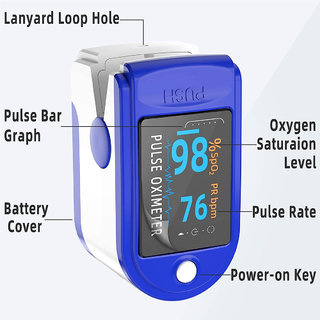 Lanyard Loop Hole
PUSH
Pulse Bar
Graph
98
%SpO₂
Oxygen
Saturaion
Level
PULSE OXIMETER
76
PR bpm
Battery
Cover
Pulse Rate
Power-on Key